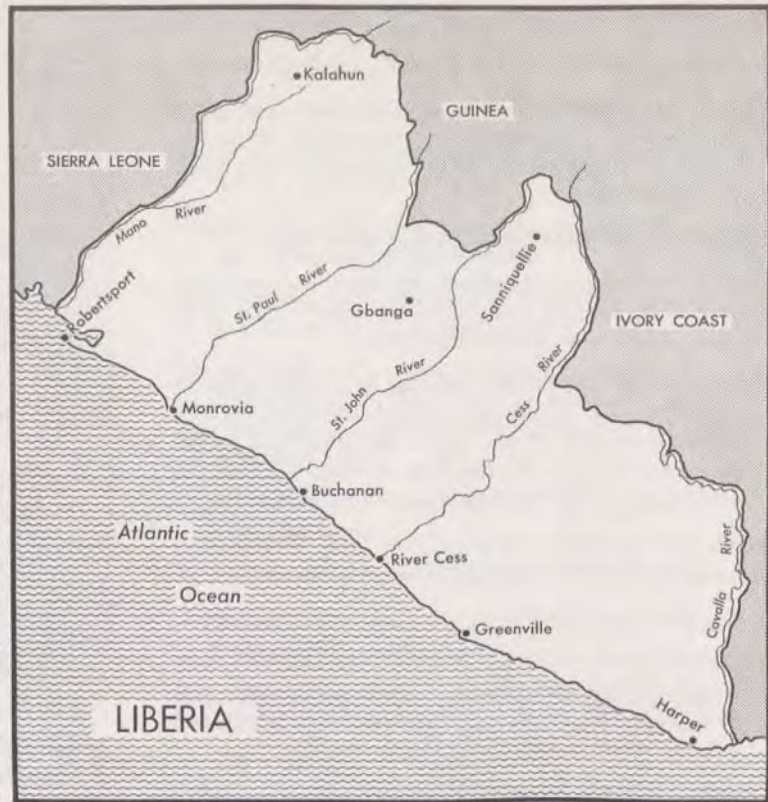 Kalahun
GUINEA
SIERRA LEONE
Mano River
Sanniquellie
Robertsport
St. Paul River
Gbanga
IVORY COAST
St. John River
Cess River
Monrovia
Buchanan
Atlantic
Ocean
River Cess
Cavalla River
Greenville
LIBERIA
Harper